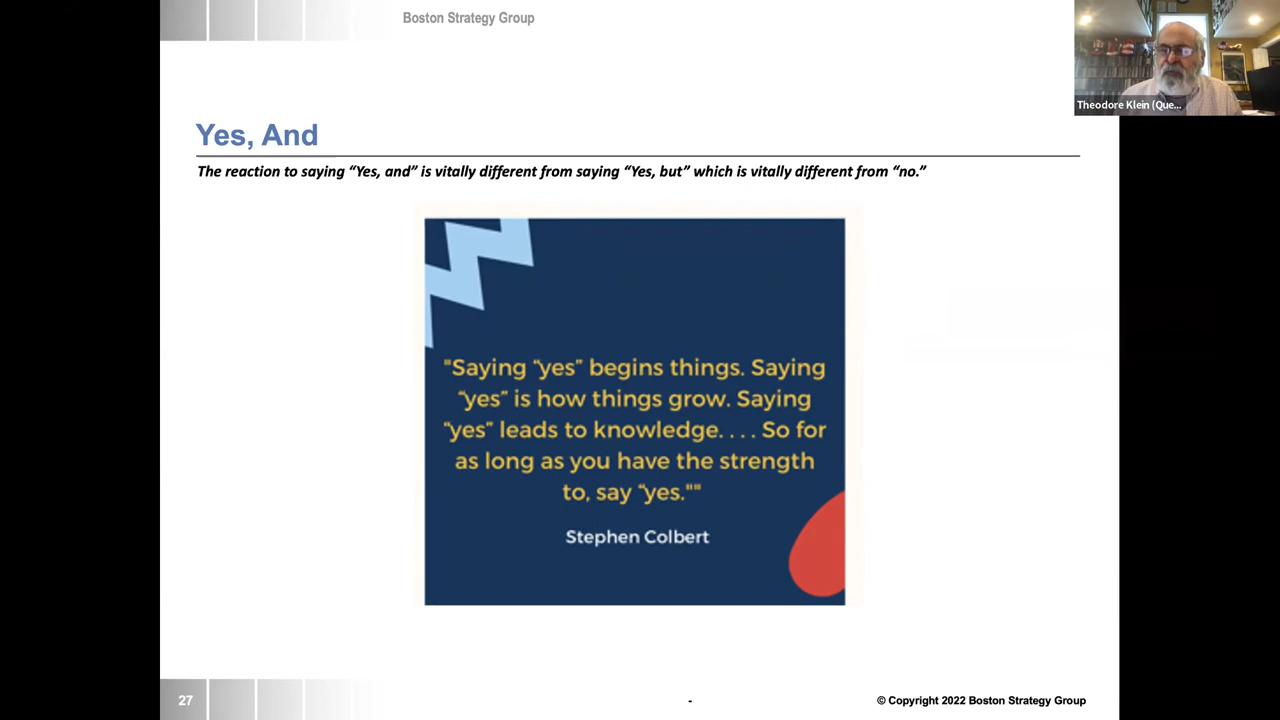 Boston Strategy Group
Theodore Klein (Que...
Yes, And
The reaction to saying “Yes, and” is vitally different from saying “Yes, but” which is vitally different from “no.”
"Saying “yes” begins things. Saying
“yes” is how things grow. Saying
“yes” leads to knowledge. . . . So for
as long as you have the strength
to, say “yes.""
Stephen Colbert
27
-
© Copyright 2022 Boston Strategy Group